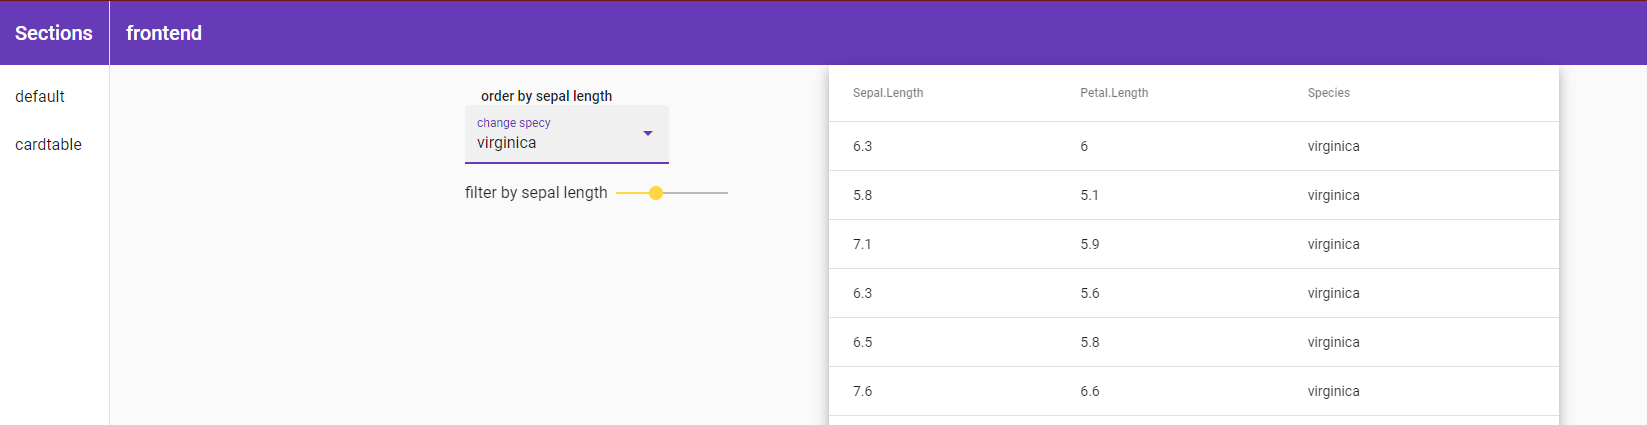 Sections frontend
default
cardtable
order by sepal length
change specy
virginica
filter by sepal length
Sepal.Length Petal.Length Species
6.3 6 virginica
5.8 5.1 virginica
7.1 5.9 virginica
6.3 5.6 virginica
6.5 5.8 virginica
7.6 6.6 virginica